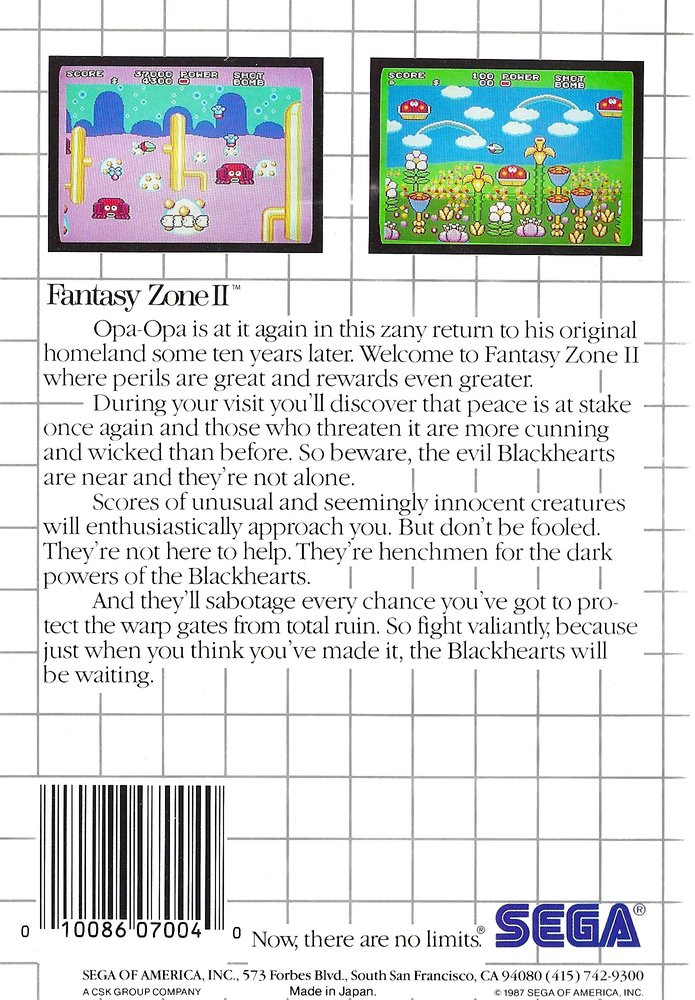 SCORE 37000 POWER SHOT
$ 4300 BOMB
SCORE 100 POWER SHOT
$ 00 BOMB
Fantasy Zone II™
Opa-Opa is at it again in this zany return to his original
homeland some ten years later. Welcome to Fantasy Zone II
where perils are great and rewards even greater.
During your visit you'll discover that peace is at stake
once again and those who threaten it are more cunning
and wicked than before. So beware, the evil Blackhearts
are near and they're not alone.
Scores of unusual and seemingly innocent creatures
will enthusiastically approach you. But don't be fooled.
They're not here to help. They're henchmen for the dark
powers of the Blackhearts.
And they'll sabotage every chance you've got to pro-
tect the warp gates from total ruin. So fight valiantly, because
just when you think you've made it, the Blackhearts will
be waiting.
0 10086 07004 0
Now, there are no limits.® SEGA®
SEGA OF AMERICA, INC., 573 Forbes Blvd., South San Francisco, CA 94080 (415) 742-9300
A CSK GROUP COMPANY Made in Japan. © 1987 SEGA OF AMERICA, INC.